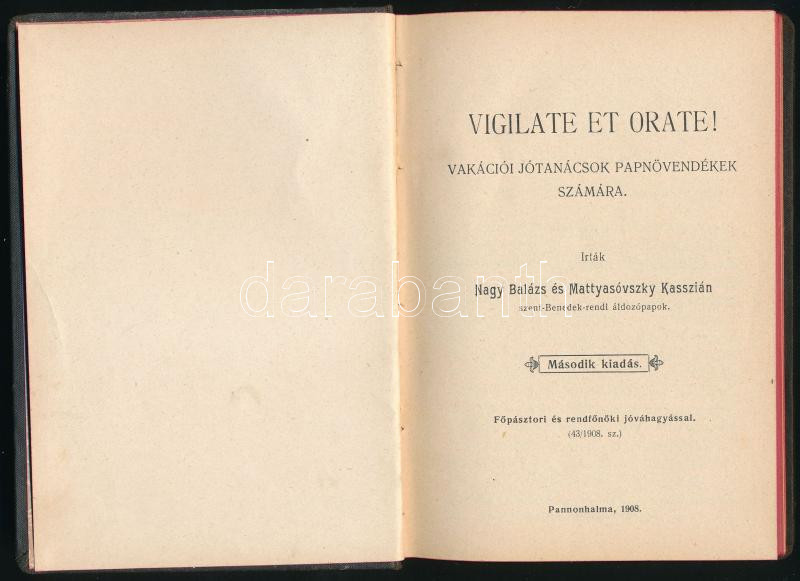 VIGILATE ET ORATE!
VAKÁCIÓI JÓTANÁCSOK PAPNÖVENDÉKEK
SZÁMÁRA.
Irták
Nagy Balázs és Mattyasóvszky Kasszián
szent-Benedek-rendi áldozópapok.
darabanth
Második kiadás.
Főpásztori és rendfőnöki jóváhagyással.
(43/1908. sz.)
Pannonhalma, 1908.